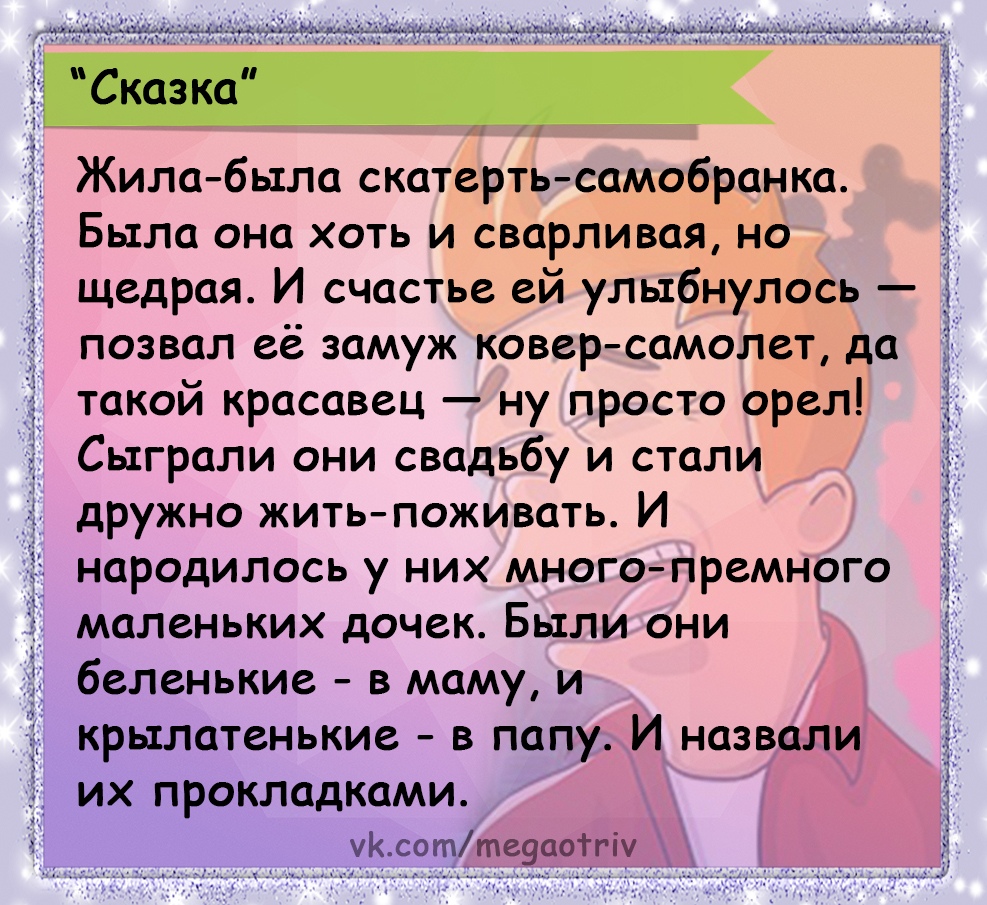 “Сказка”
Жила-была скатерть-самобранка.
Была она хоть и сварливая, но
щедрая. И счастье ей улыбнулось —
позвал её замуж ковер-самолет, да
такой красавец — ну просто орел!
Сыграли они свадьбу и стали
дружно жить-поживать. И
народилось у них много-премного
маленьких дочек. Были они
беленькие - в маму, и
крылатенькие - в папу. И назвали
их прокладками.
vk.com/megaotriv